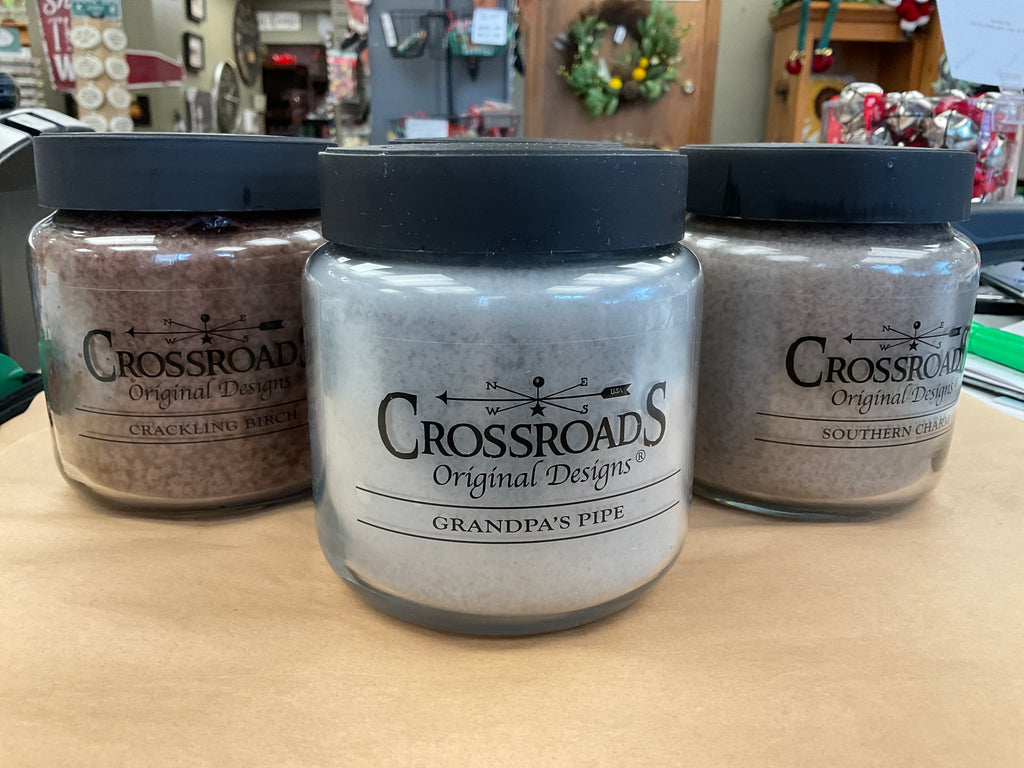 N E
W S
CROSSROADS
Original Designs
CRACKLING BIRCH
N E
USA
W S
CROSSROADS
Original Designs®
GRANDPA'S PIPE
N E
W S
CROSSROADS
Original Designs
SOUTHERN CHARM